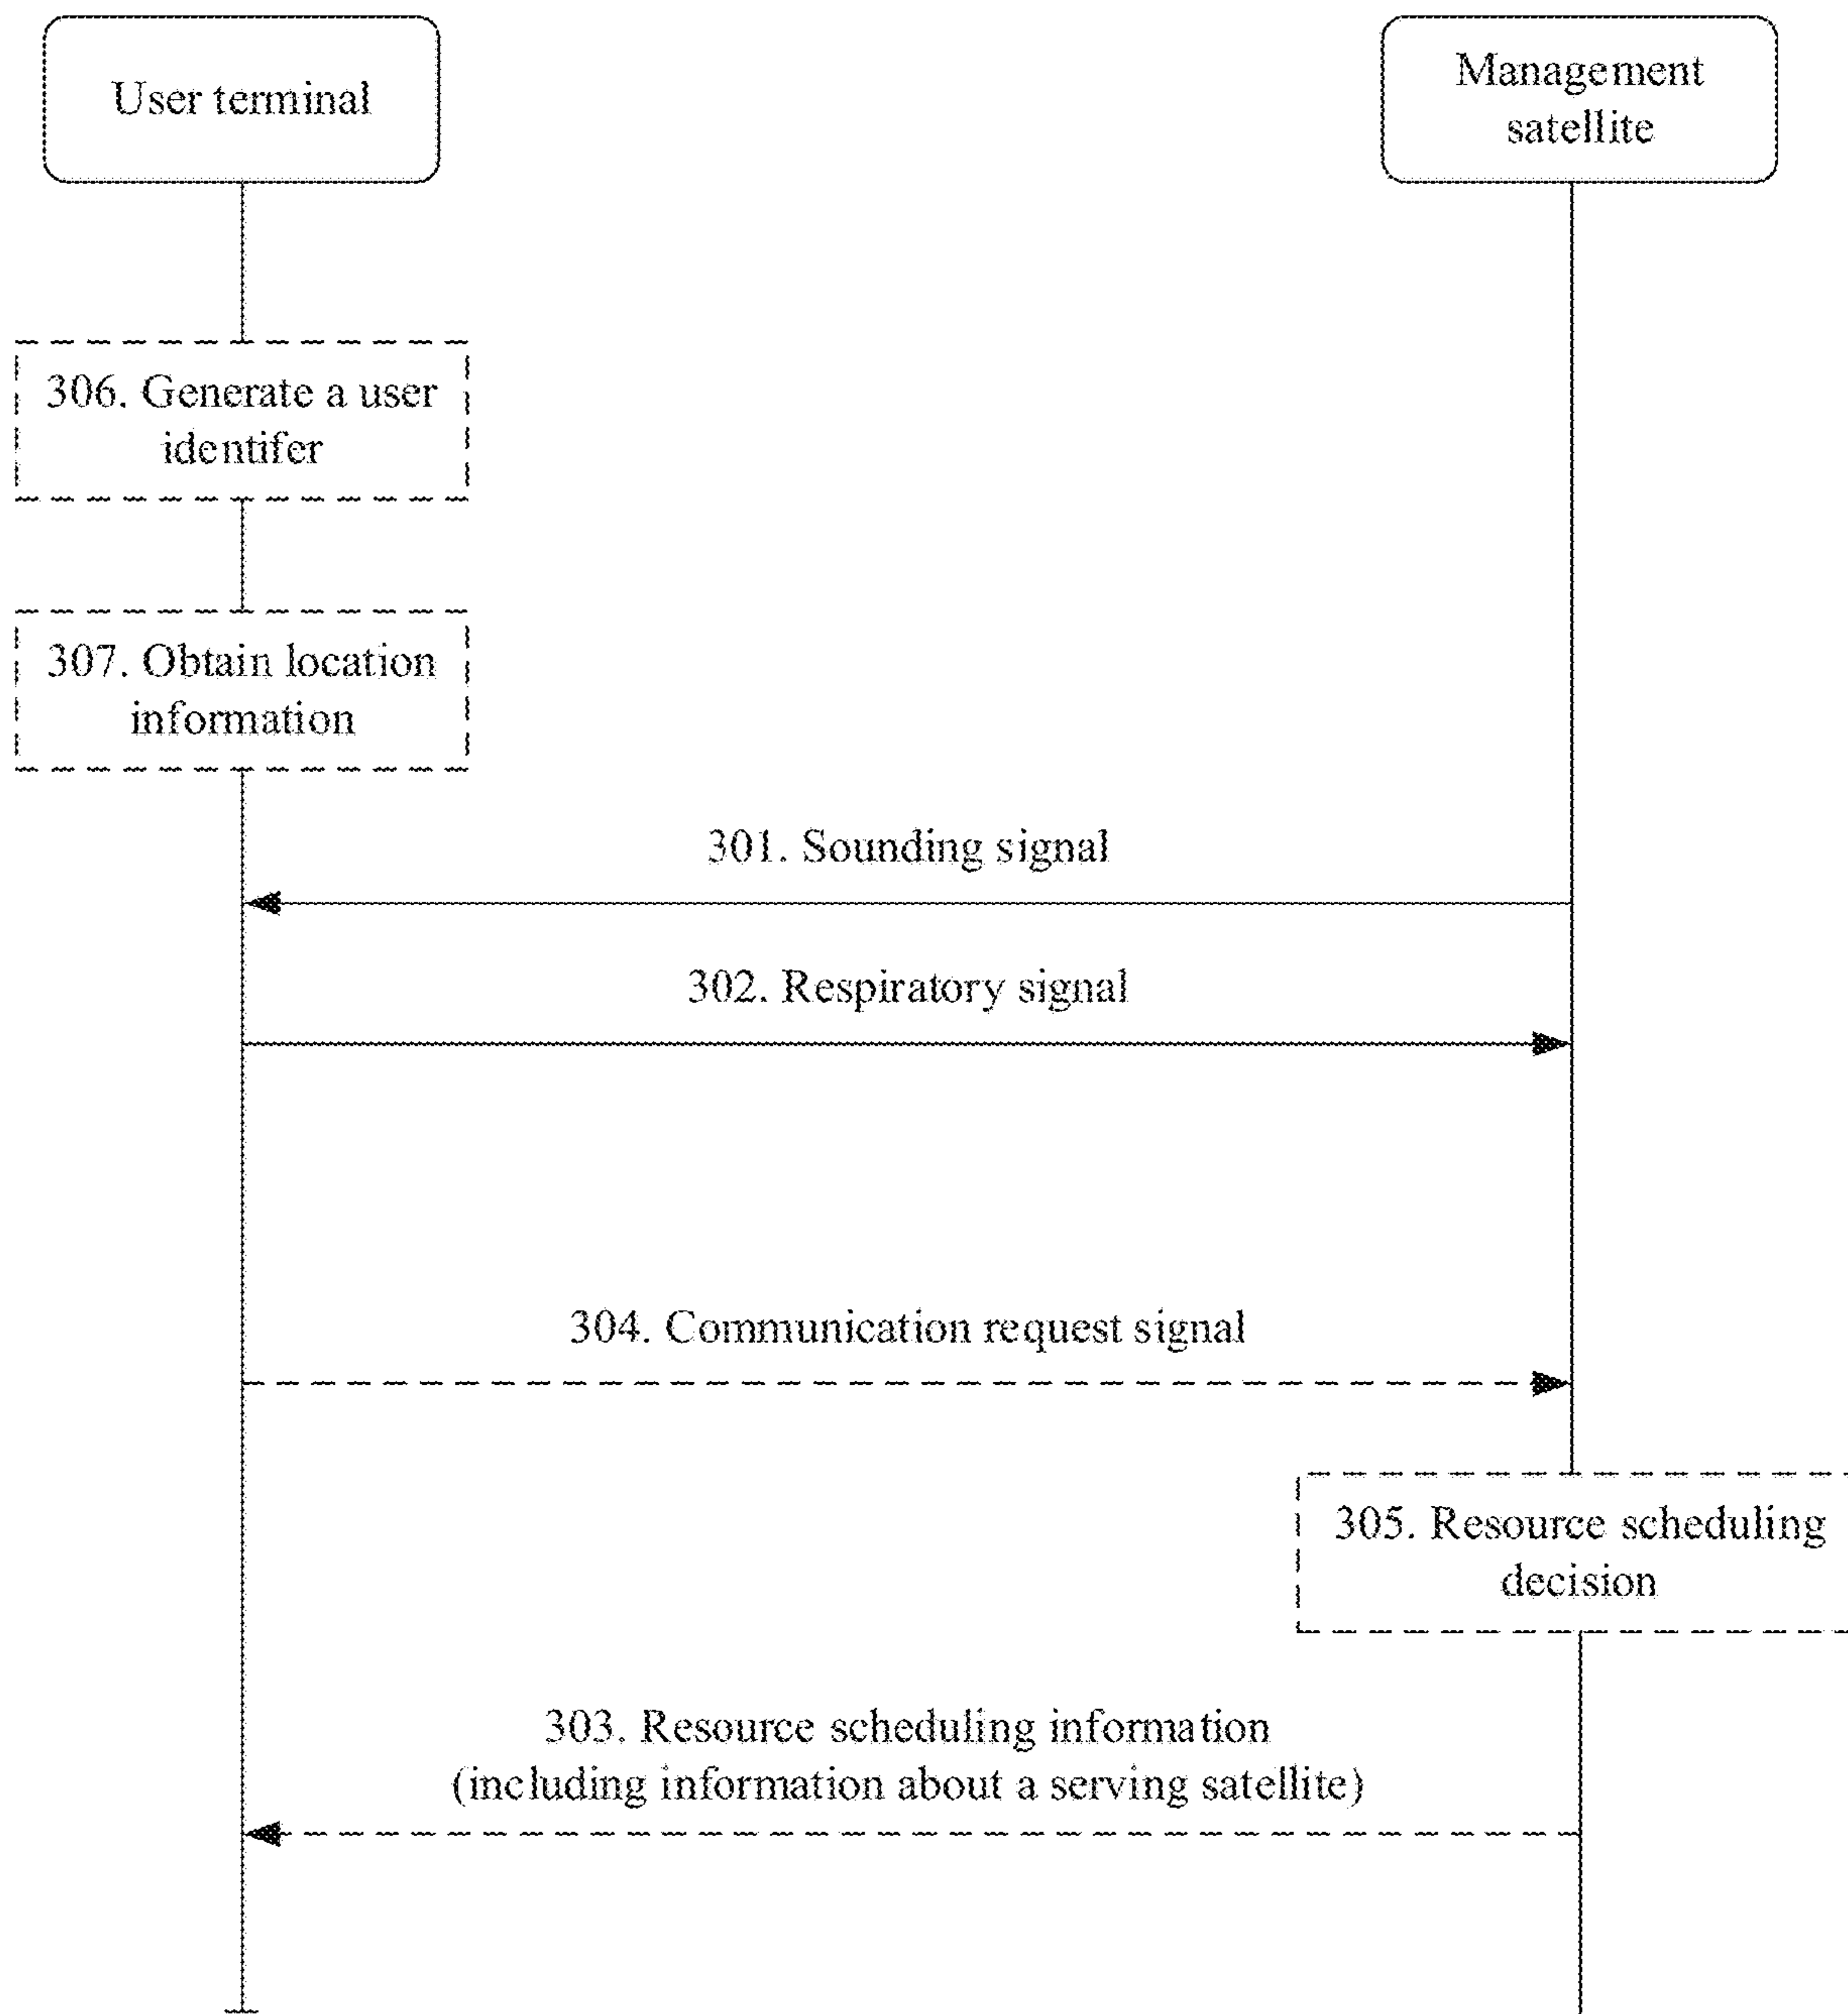 User terminal
Management
satellite
306. Generate a user
identifer
307. Obtain location
information
301. Sounding signal
302. Respiratory signal
304. Communication request signal
305. Resource scheduling
decision
303. Resource scheduling information
(including information about a serving satellite)